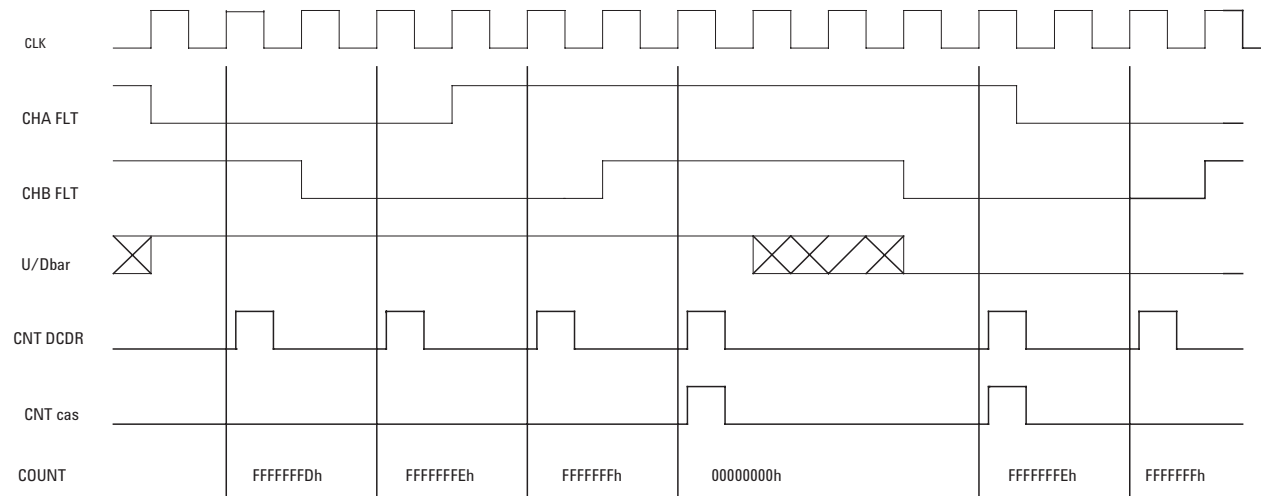 CLK
CHA FLT
CHB FLT
U/Dbar
CNT DCDR
CNT cas
COUNT FFFFFFFDh FFFFFFFEh FFFFFFFh 00000000h FFFFFFFEh FFFFFFFh